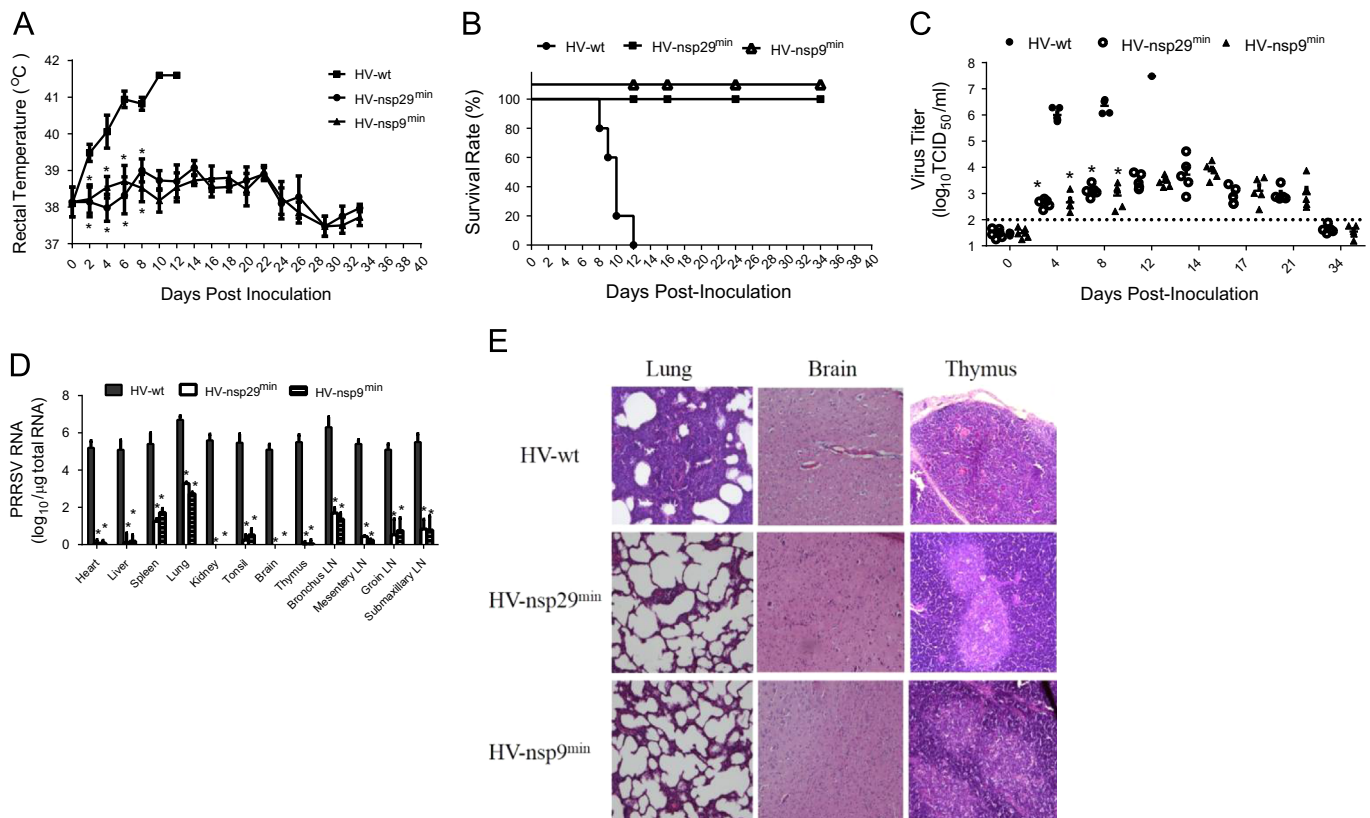 A
Rectal Temperature (°C)
42
41
40
39
38
37
HV-wt
HV-nsp29min
HV-nsp9min
* * * *
* * * *
0 2 4 6 8 10 12 14 16 18 20 22 24 26 28 30 32 34 36 38 40
Days Post Inoculation
B
HV-wt HV-nsp29min HV-nsp9min
Survival Rate (%)
100
80
60
40
20
0
0 2 4 6 8 10 12 14 16 18 20 22 24 26 28 30 32 34 36 38 40
Days Post-Inoculation
C
HV-wt HV-nsp29min HV-nsp9min
Virus Titer
(log10TCID50/ml)
8
7
6
5
4
3
2
1
* * * *
0 4 8 12 14 17 21 34
Days Post-Inoculation
D
HV-wt HV-nsp29min HV-nsp9min
PRRSV RNA
(log10/μg total RNA)
8
6
4
2
0
* * * * * * * * * * * * * * * * * * * * * * * *
Heart Liver Spleen Lung Kidney Tonsil Brain Thymus Bronchus LN Mesentery LN Groin LN Submaxillary LN
E
Lung Brain Thymus
HV-wt
HV-nsp29min
HV-nsp9min